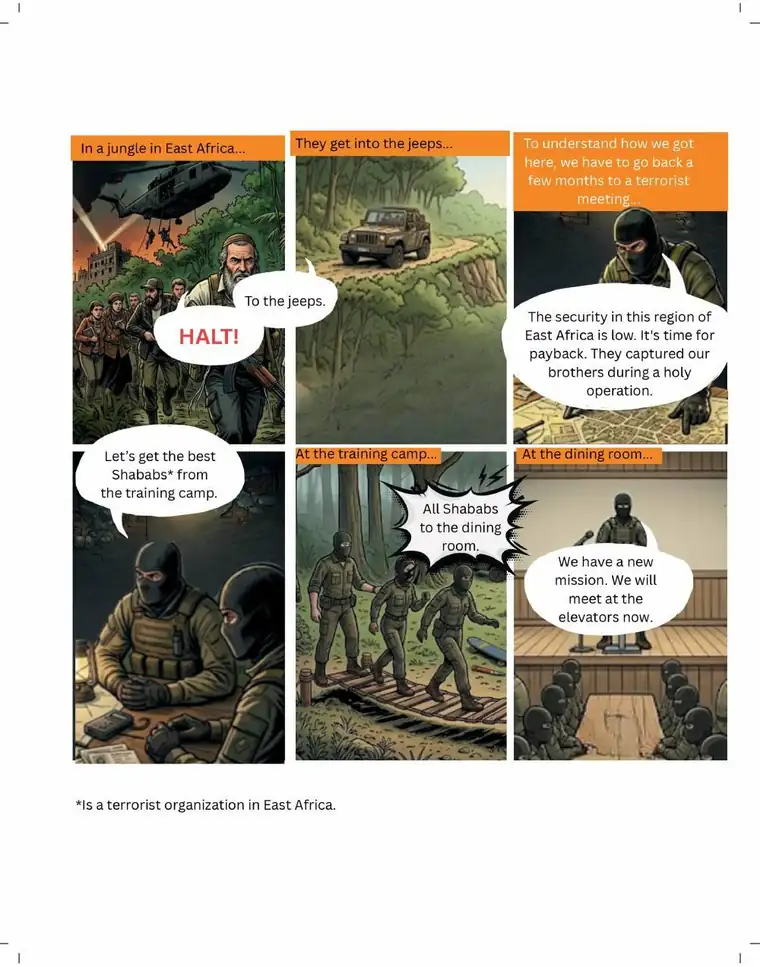 In a jungle in East Africa...
To the jeeps.
HALT!
They get into the jeeps...
To understand how we got
here, we have to go back a
few months to a terrorist
meeting...
The security in this region of
East Africa is low. It's time for
payback. They captured our
brothers during a holy
operation.
Let's get the best
Shababs* from
the training camp.
At the training camp...
All Shababs
to the dining
room.
At the dining room...
We have a new
mission. We will
meet at the
elevators now.
*Is a terrorist organization in East Africa.